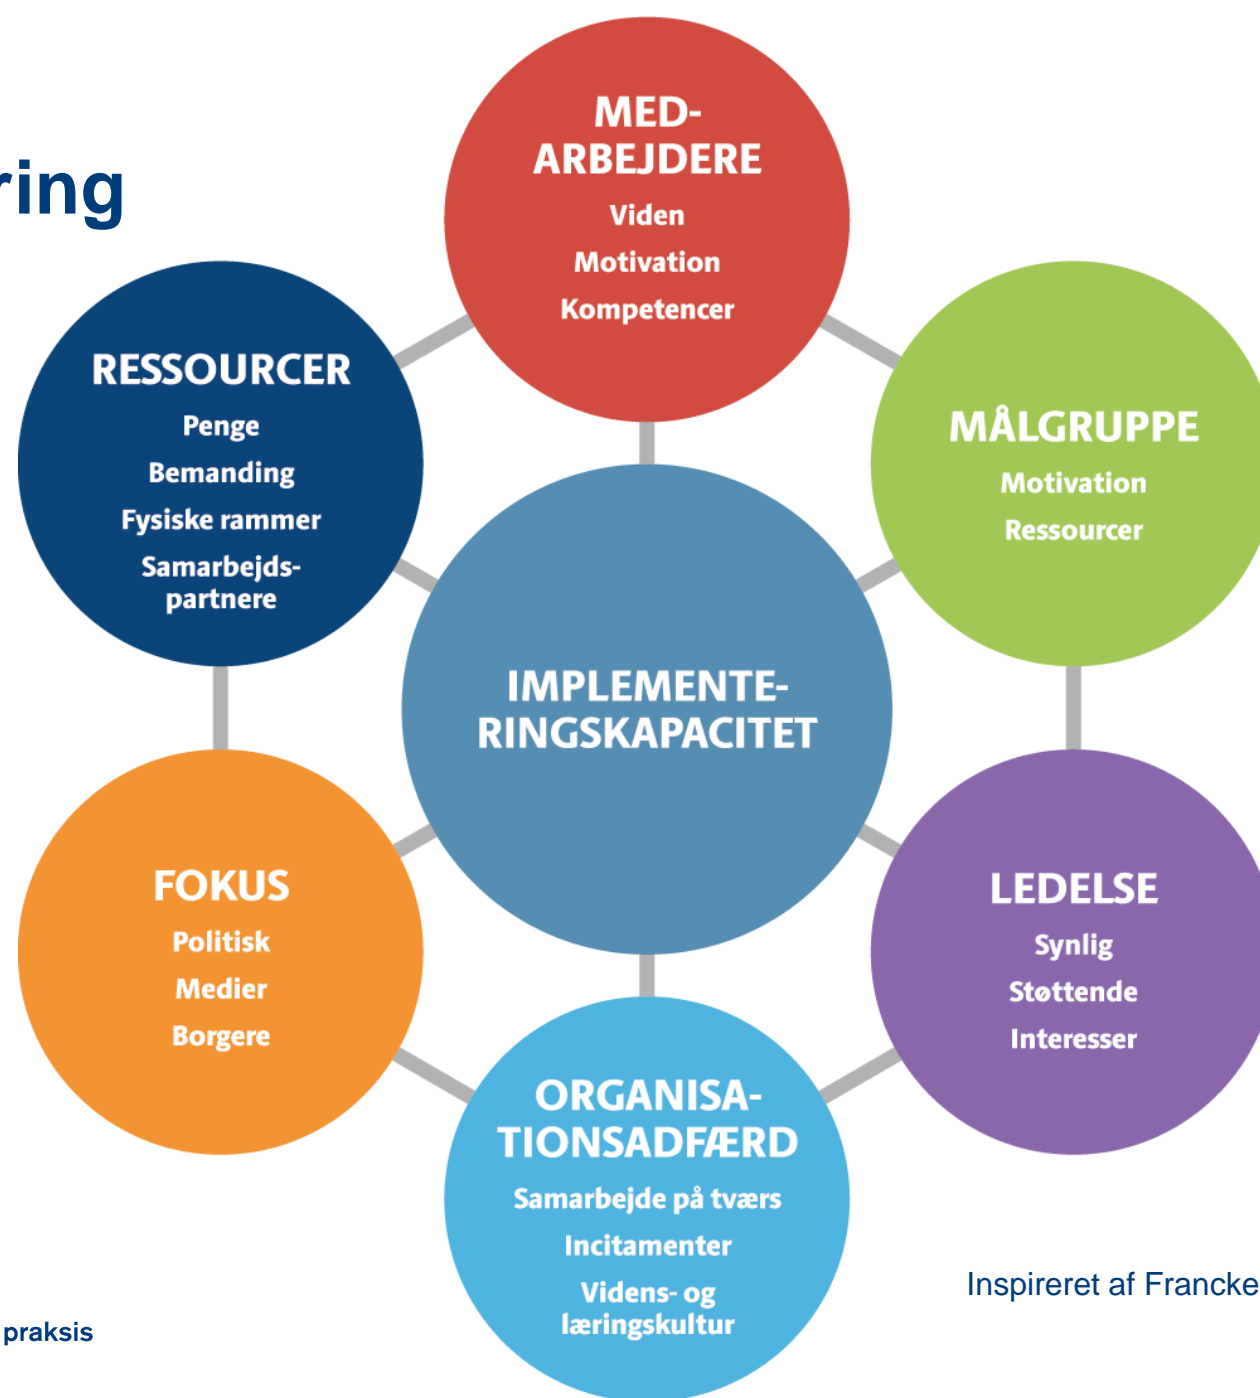 ring
MED-
ARBEJDERE
Viden
Motivation
Kompetencer
RESSOURCER
Penge
Bemanding
Fysiske rammer
Samarbejds-
partnere
MÅLGRUPPE
Motivation
Ressourcer
IMPLEMENTE-
RINGSKAPACITET
FOKUS
Politisk
Medier
Borgere
LEDELSE
Synlig
Støttende
Interesser
ORGANISA-
TIONSADFÆRD
Samarbejde på tværs
Incitamenter
Videns- og
læringskultur
Inspireret af Francke
praksis